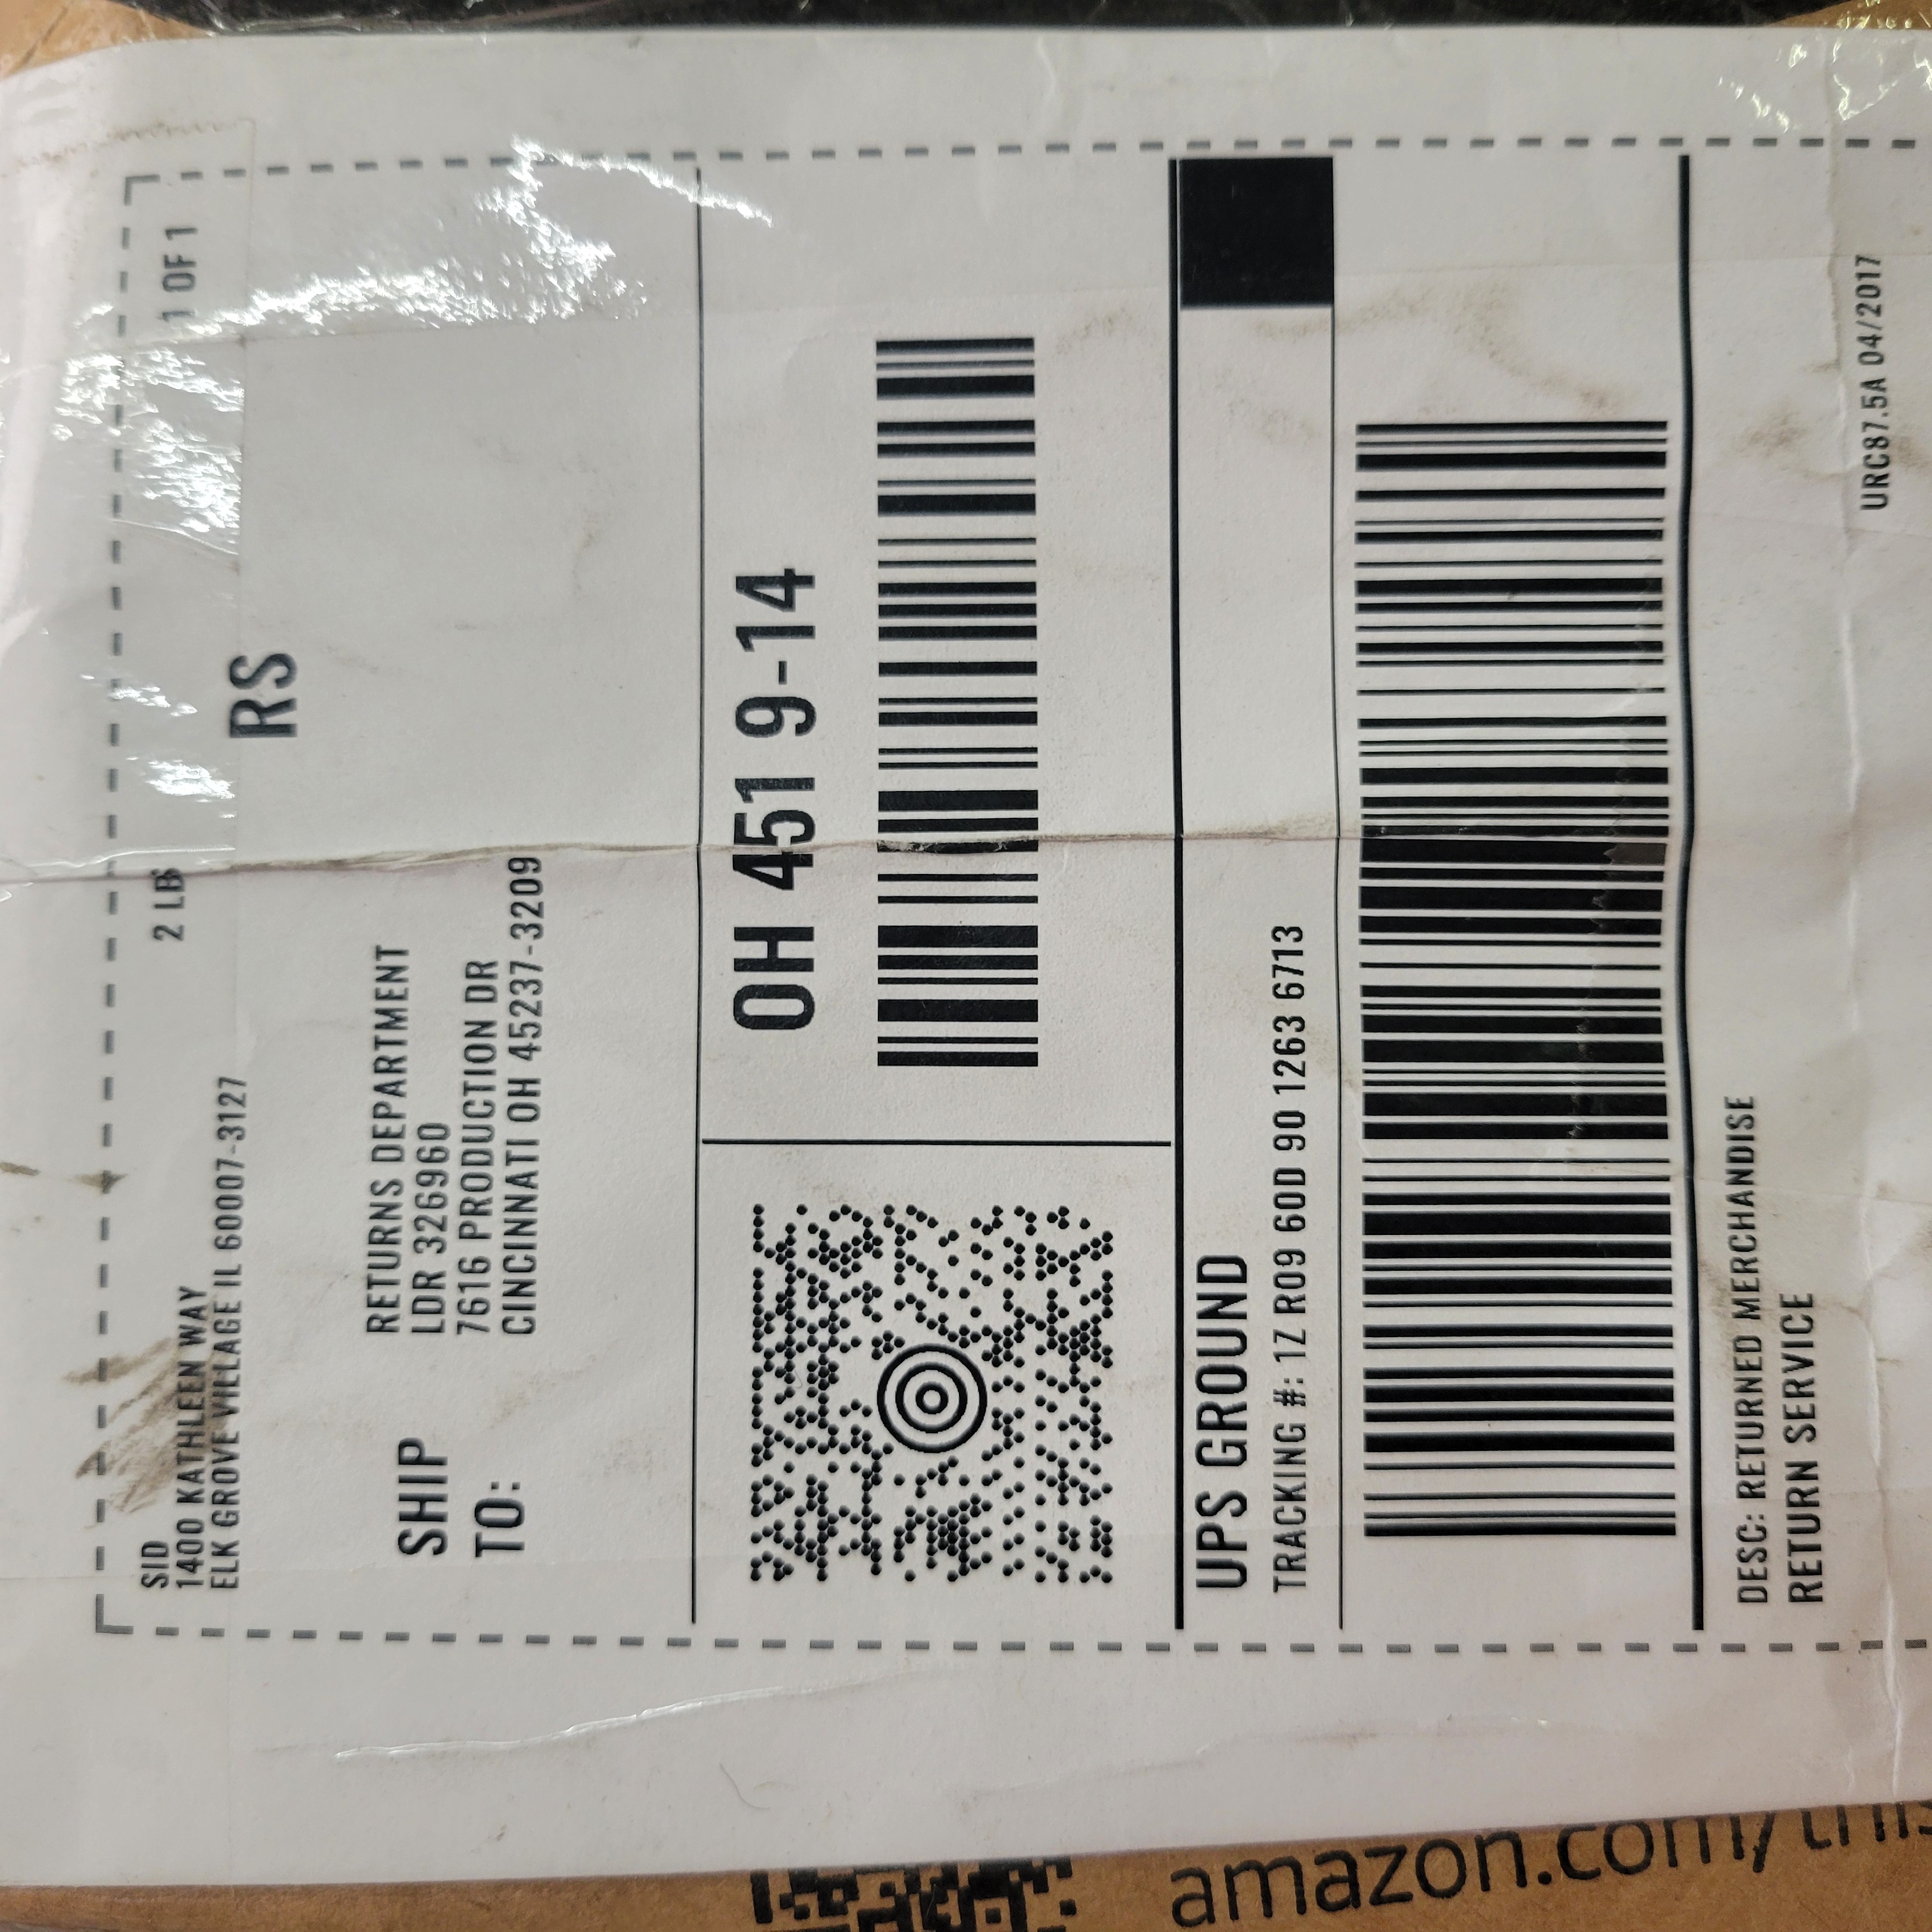 SID
1400 KATHLEEN WAY
ELK GROVE VILLAGE IL 60007-3127
2 LB
1 OF 1
RS
SHIP
TO:
RETURNS DEPARTMENT
LDR 326960
7616 PRODUCTION DR
CINCINNATI OH 45237-3209
OH 451 9-14
UPS GROUND
TRACKING #: 1Z R09 60D 90 1263 6713
DESC: RETURNED MERCHANDISE
RETURN SERVICE
URC87.5A 04/2017
amazon.com/this